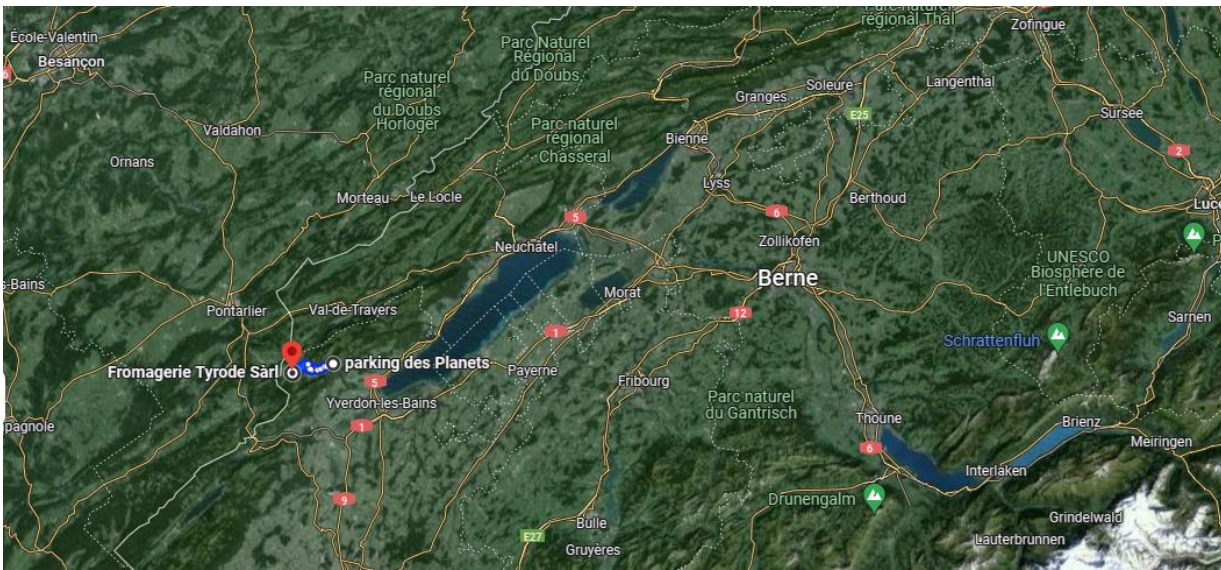 Parc naturel
régional Thal
Zofingue
École-Valentin
Besançon
Parc Naturel
Régional
du Doubs
Parc naturel
régional
du Doubs
Horloger
Soleure
Langenthal
Granges
E25
Sursee
Valdahon
Parc naturel
régional
Chasseral
Bienne
2
Ornans
Lyss
Morteau
Le Locle
Berthoud
5
6
Neuchâtel
Zollikofen
UNESCO
Biosphère de
l'Entlebuch
s-Bains
Berne
Morat
Pontarlier
Val-de-Travers
12
1
Sarnen
Schrattenfluh
parking des Planets
Fromagerie Tyrode Sàrl
Payerne
5
Fribourg
Yverdon-les-Bains
Parc naturel
du Gantrisch
1
Thoune
Brienz
Meiringen
6
Interlaken
9
Drunengalm
Bulle
E27
Gruyères
Grindelwald
Lauterbrunnen